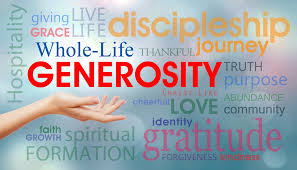 giving LIVE discipleship
GRACE LIFE journey
Hospitality
Whole-Life THANKFUL
GENEROSITY TRUTH
purpose
cheerful ABUNDANCE
LOVE community
faith identity
GROWTH spiritual gratitude
FORMATION FORGIVENESS